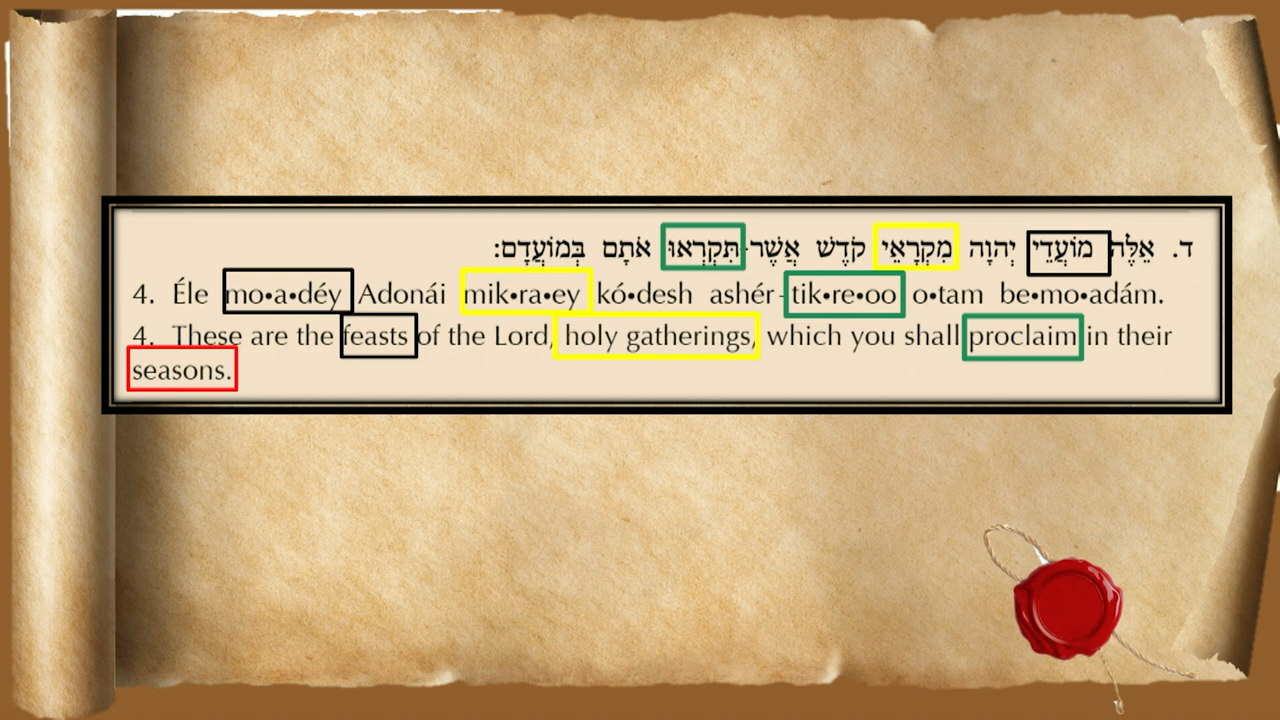 ד. אֵלֶּה מוֹעֲדֵי יְהוָה מִקְרָאֵי קֹדֶשׁ אֲשֶׁר-תִּקְרְאוּ אֹתָם בְּמוֹעֲדָם:
4. Éle mo•a•déy Adonái mik•ra•ey kó•desh ashér-tik•re•oo o•tam be•mo•adám.
4. These are the feasts of the Lord, holy gatherings, which you shall proclaim in their
seasons.